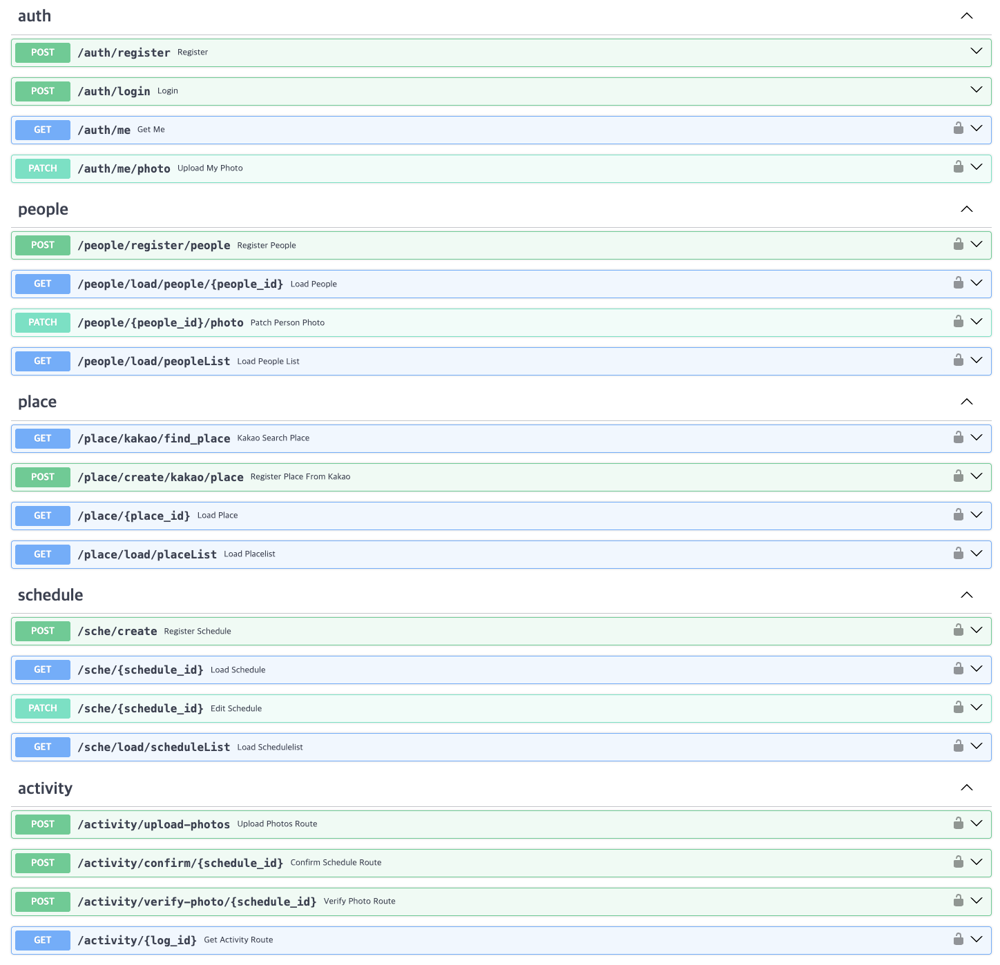 auth
POST /auth/register Register
POST /auth/login Login
GET /auth/me Get Me
PATCH /auth/me/photo Upload My Photo
people
POST /people/register/people Register People
GET /people/load/people/{people_id} Load People
PATCH /people/{people_id}/photo Patch Person Photo
GET /people/load/peopleList Load People List
place
GET /place/kakao/find_place Kakao Search Place
POST /place/create/kakao/place Register Place From Kakao
GET /place/{place_id} Load Place
GET /place/load/placeList Load Placelist
schedule
POST /sche/create Register Schedule
GET /sche/{schedule_id} Load Schedule
PATCH /sche/{schedule_id} Edit Schedule
GET /sche/load/scheduleList Load Schedulelist
activity
POST /activity/upload-photos Upload Photos Route
POST /activity/confirm/{schedule_id} Confirm Schedule Route
POST /activity/verify-photo/{schedule_id} Verify Photo Route
GET /activity/{log_id} Get Activity Route